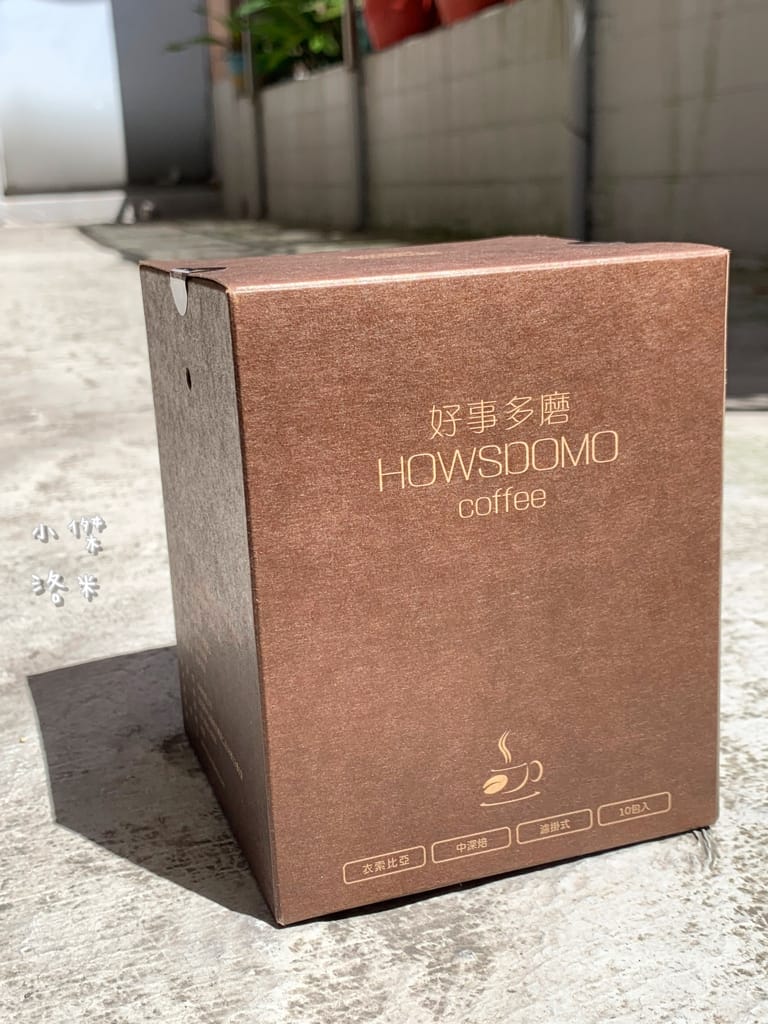 好事多磨
HOWSDOMO
coffee
衣索比亞 中深焙 濾掛式 10包入
小傑
洛米